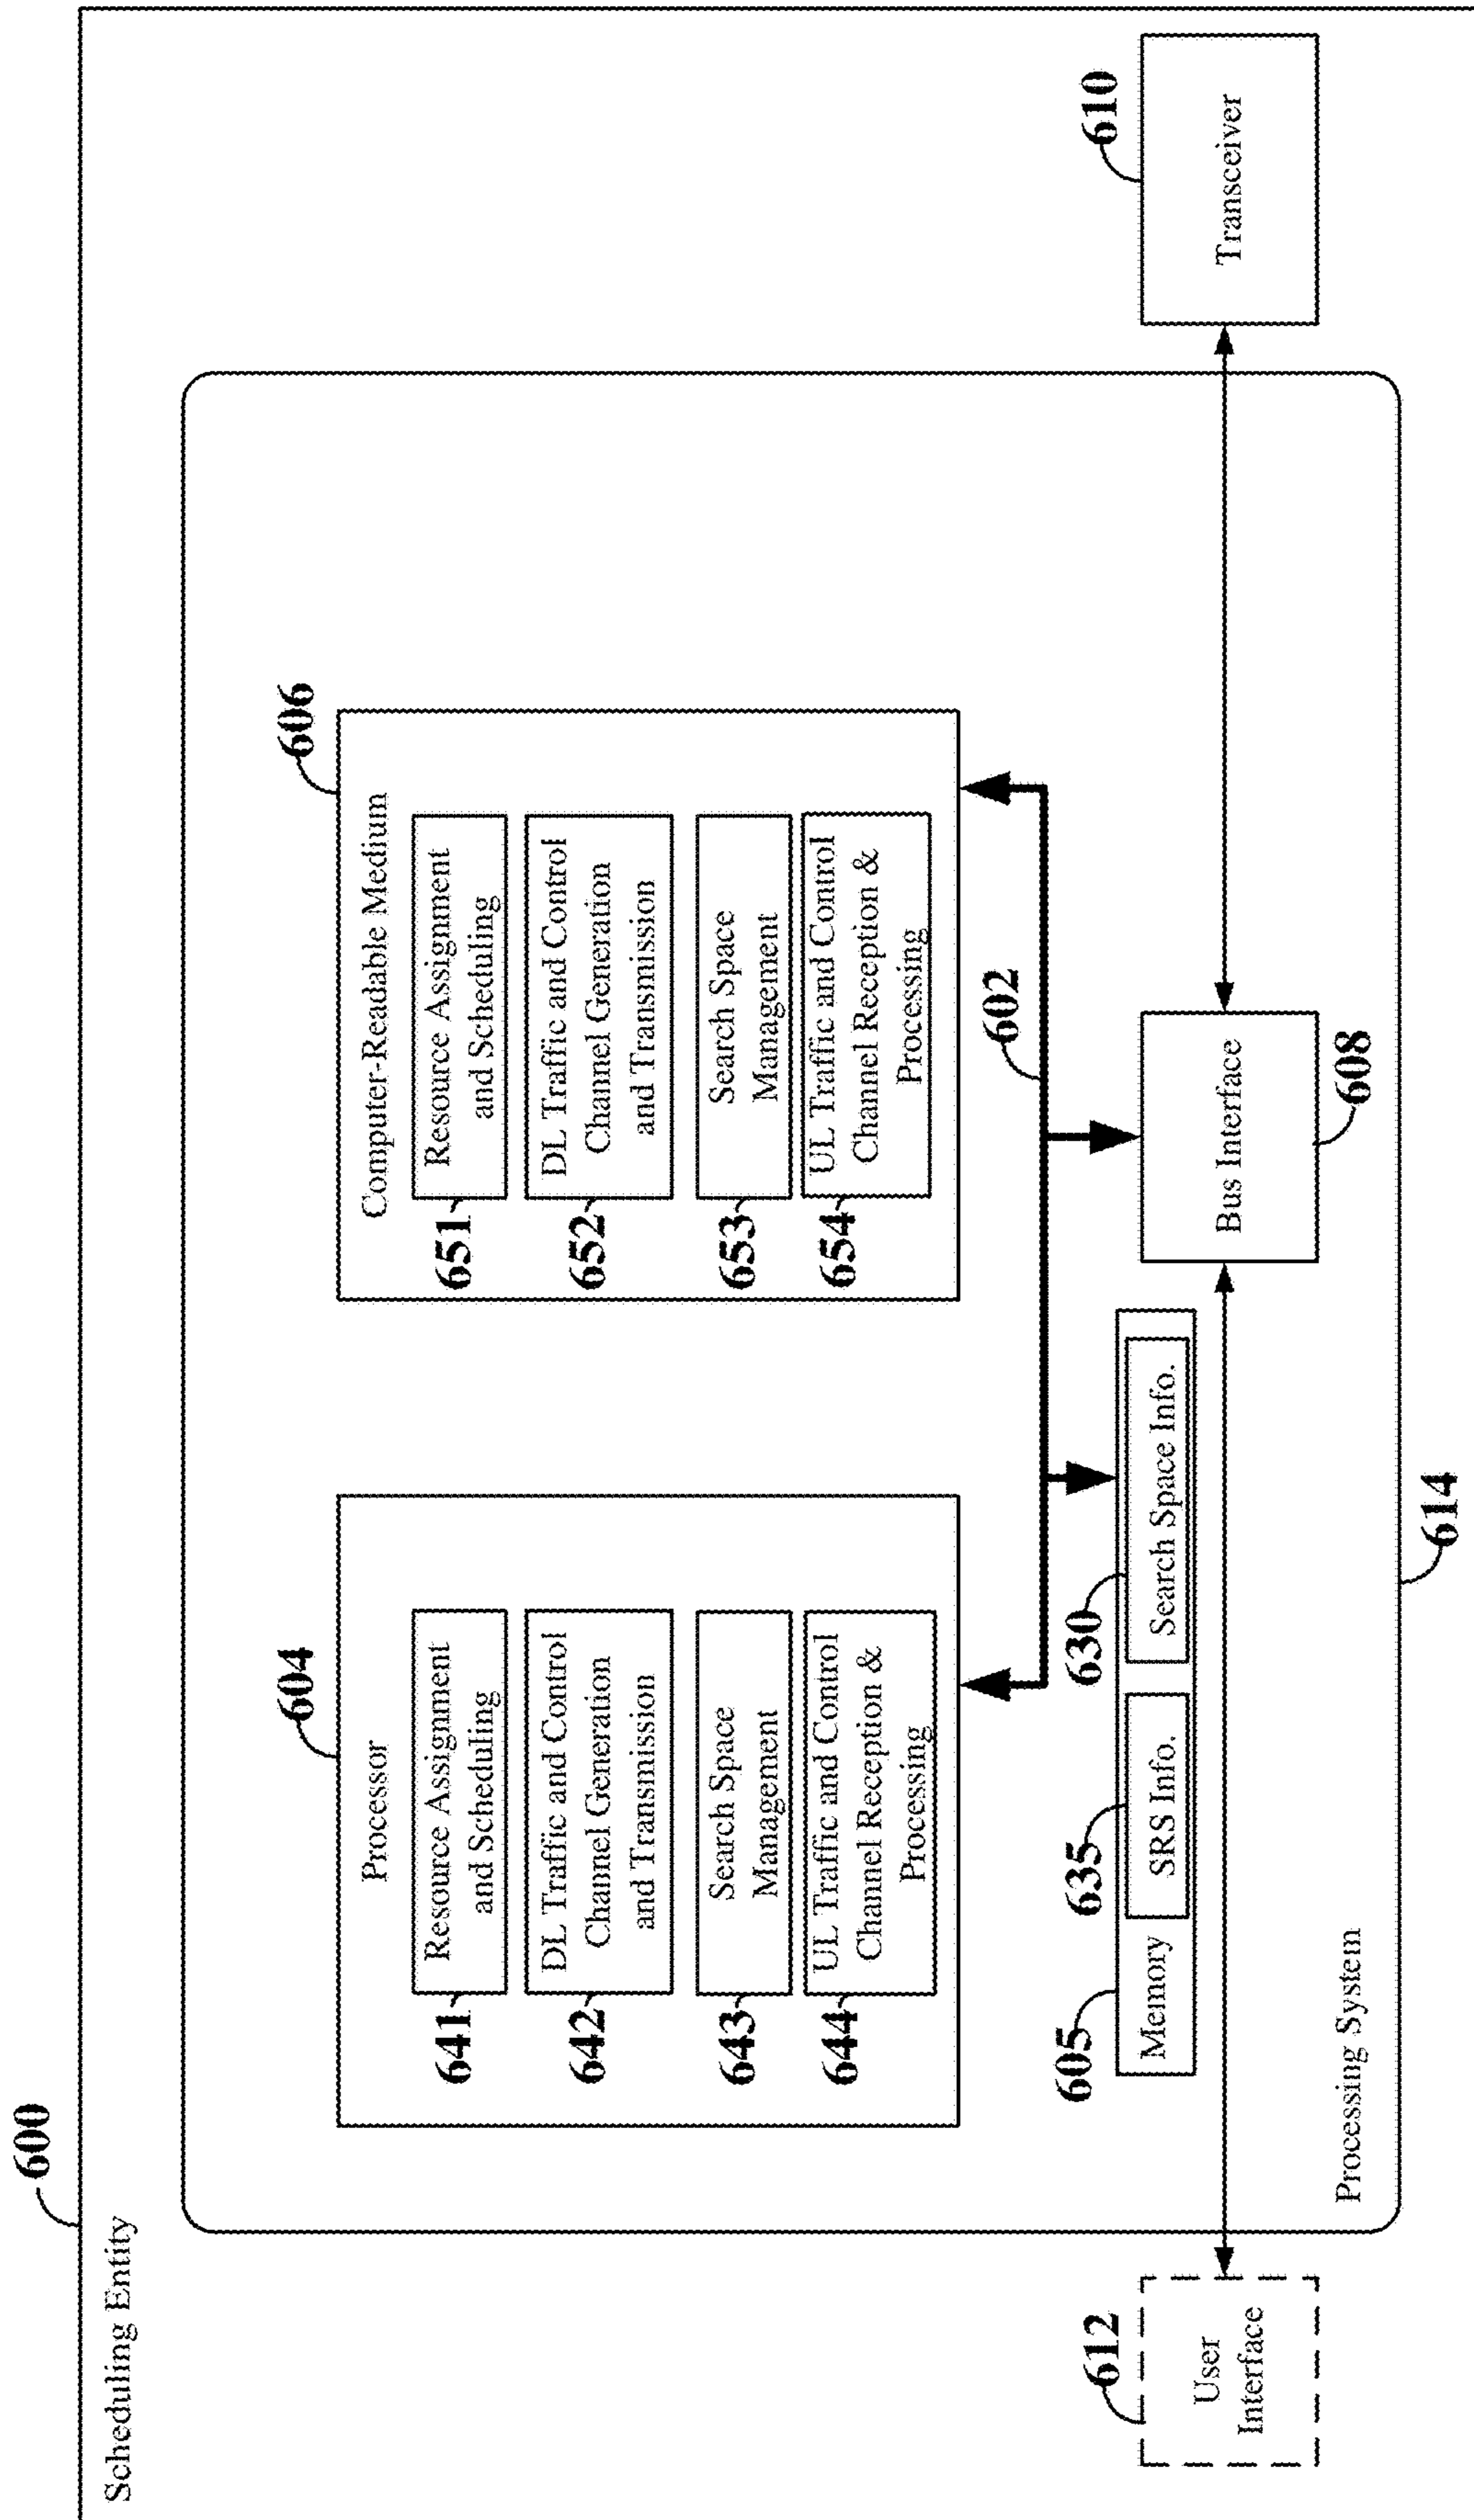 600
Scheduling Entity
604
Processor
641
Resource Assignment
and Scheduling
642
DL Traffic and Control
Channel Generation
and Transmission
643
Search Space
Management
644
UL Traffic and Control
Channel Reception &
Processing
606
Computer-Readable Medium
651
Resource Assignment
and Scheduling
652
DL Traffic and Control
Channel Generation
and Transmission
653
Search Space
Management
654
UL Traffic and Control
Channel Reception &
Processing
602
605
Memory
635
SRS Info.
630
Search Space Info.
612
User
Interface
Bus Interface
608
610
Transceiver
Processing System
614